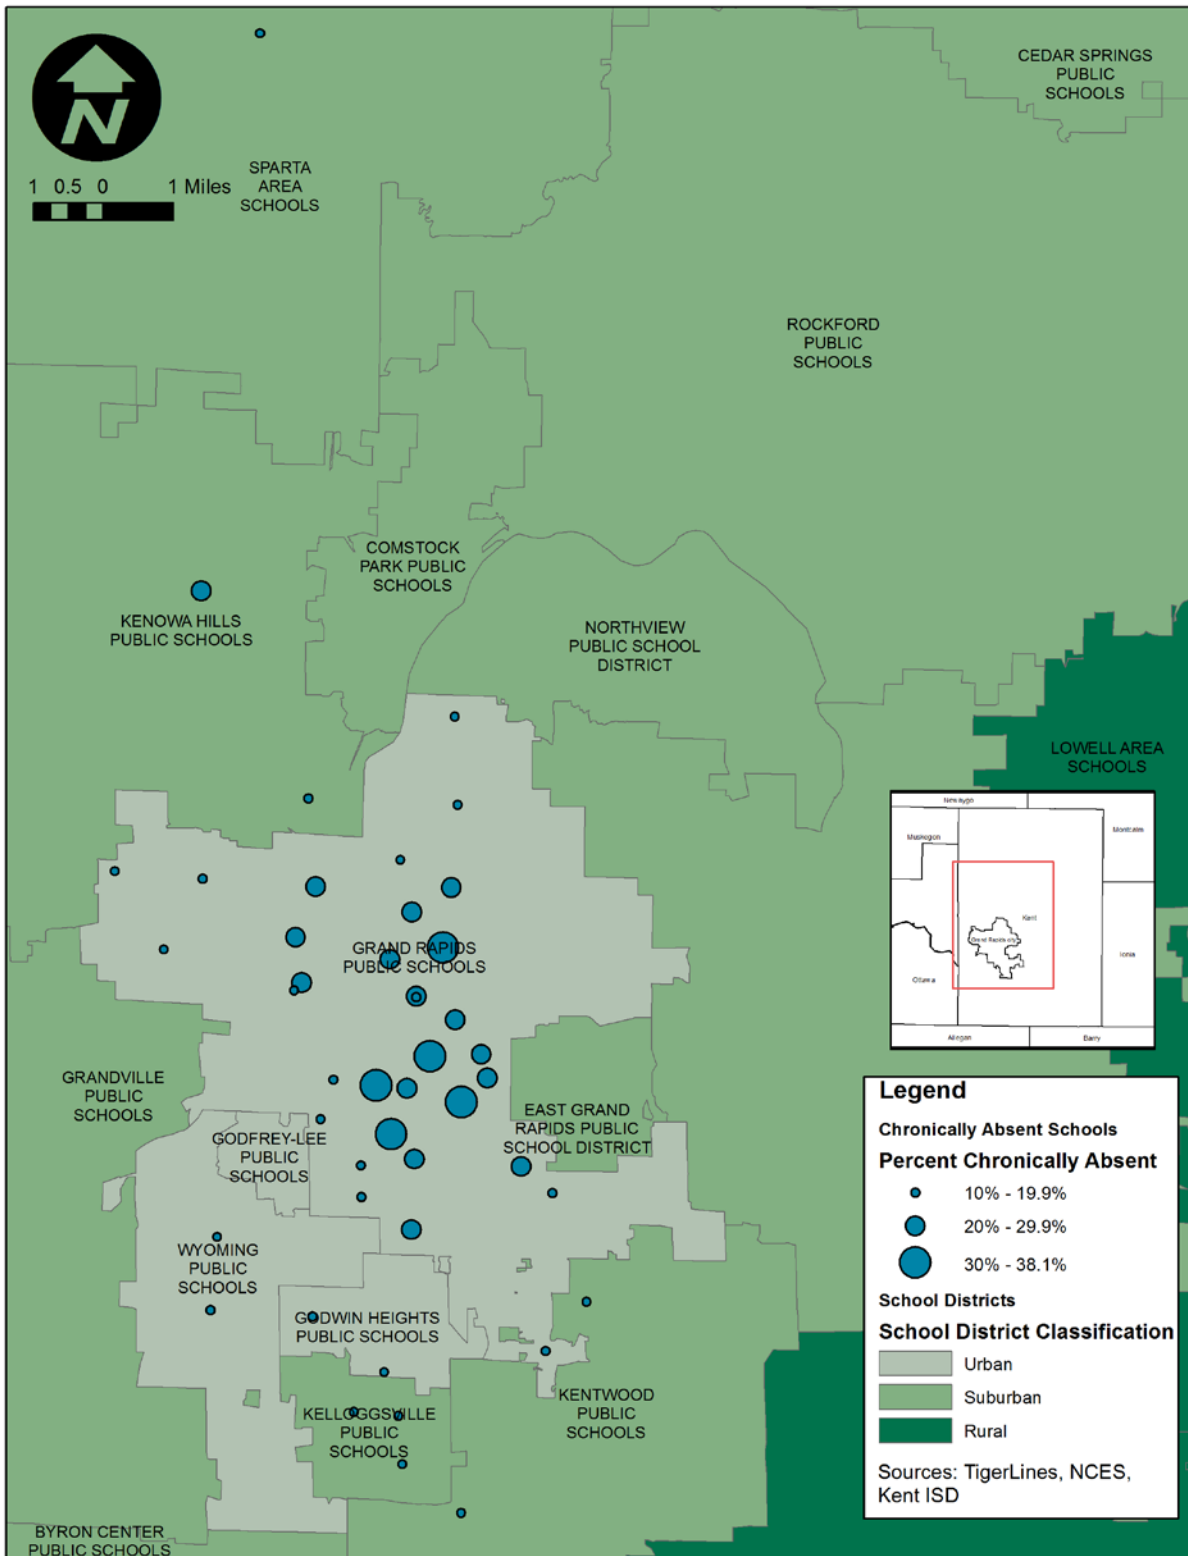 CEDAR SPRINGS
PUBLIC
SCHOOLS
N
SPARTA
AREA
SCHOOLS
1 0.5 0 1 Miles
ROCKFORD
PUBLIC
SCHOOLS
COMSTOCK
PARK PUBLIC
SCHOOLS
KENOWA HILLS
PUBLIC SCHOOLS
NORTHVIEW
PUBLIC SCHOOL
DISTRICT
LOWELL AREA
SCHOOLS
Newaygo
Muskegon
Montcalm
Kent
Grand Rapids city
Ionia
Ottawa
Allegan
Barry
GRAND RAPIDS
PUBLIC SCHOOLS
GRANDVILLE
PUBLIC
SCHOOLS
EAST GRAND
RAPIDS PUBLIC
SCHOOL DISTRICT
GODFREY-LEE
PUBLIC
SCHOOLS
WYOMING
PUBLIC
SCHOOLS
GODWIN HEIGHTS
PUBLIC SCHOOLS
KENTWOOD
PUBLIC
SCHOOLS
KELLOGGSVILLE
PUBLIC
SCHOOLS
BYRON CENTER
PUBLIC SCHOOLS
Legend
Chronically Absent Schools
Percent Chronically Absent
10% - 19.9%
20% - 29.9%
30% - 38.1%
School Districts
School District Classification
Urban
Suburban
Rural
Sources: TigerLines, NCES,
Kent ISD